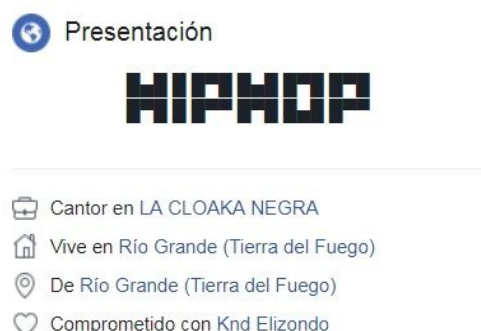 Presentación
HIPHOP
Cantor en LA CLOAKA NEGRA
Vive en Río Grande (Tierra del Fuego)
De Río Grande (Tierra del Fuego)
Comprometido con Knd Elizondo